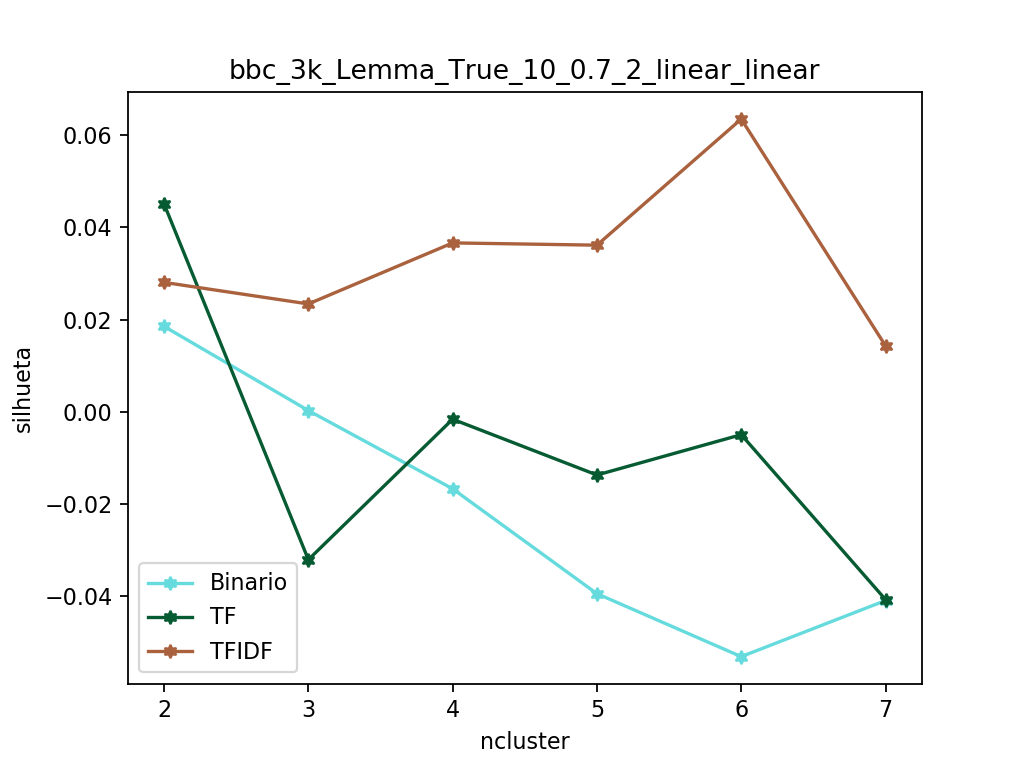 bbc_3k_Lemma_True_10_0.7_2_linear_linear
silhueta
0.06
0.04
0.02
0.00
−0.02
−0.04
Binario
TF
TFIDF
2 3 4 5 6 7
ncluster